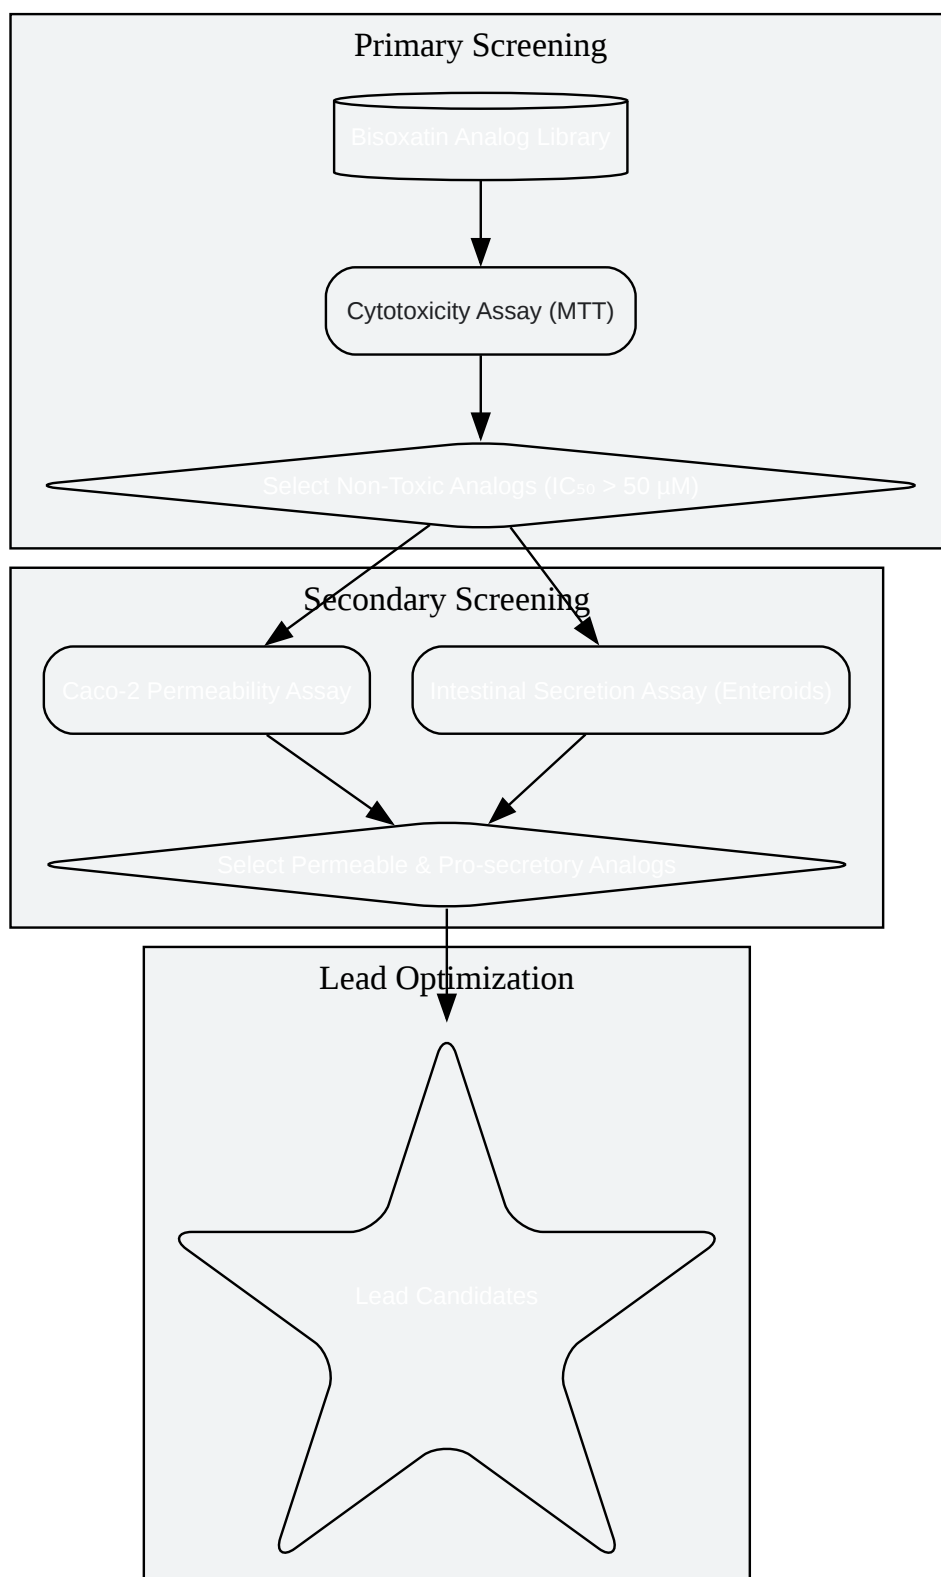 Primary Screening
Bisoxatin Analog Library
Cytotoxicity Assay (MTT)
Select Non-Toxic Analogs (IC₅₀ > 50 µM)
Secondary Screening
Caco-2 Permeability Assay
Intestinal Secretion Assay (Enteroids)
Select Permeable & Pro-secretory Analogs
Lead Optimization
Lead Candidates